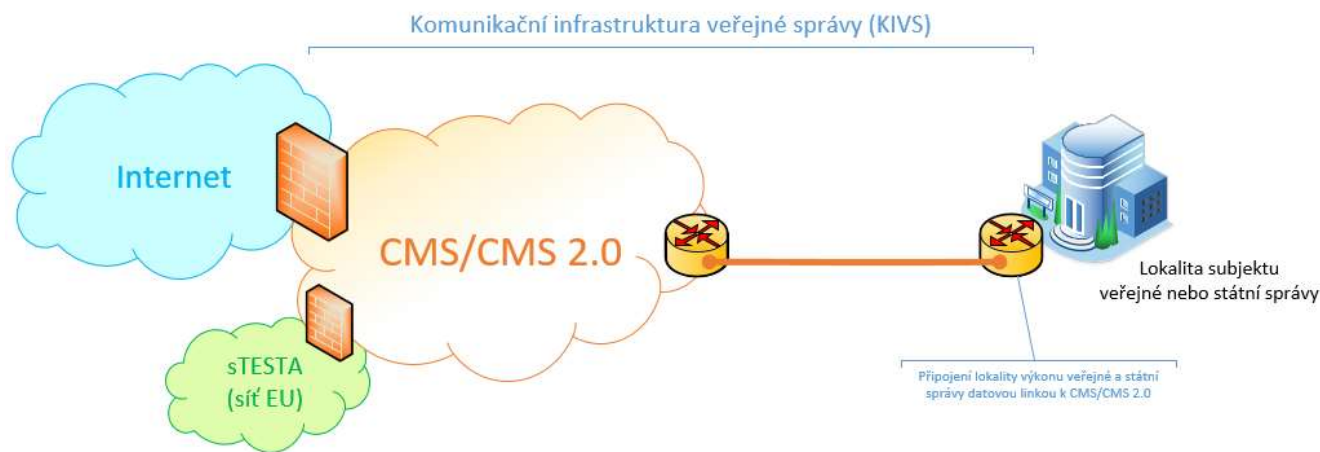 Komunikační infrastruktura veřejné správy (KIVS)
Internet
CMS/CMS 2.0
sTESTA
(síť EU)
Lokalita subjektu
veřejné nebo státní správy
Připojení lokality výkonu veřejné a státní
správy datovou linkou k CMS/CMS 2.0